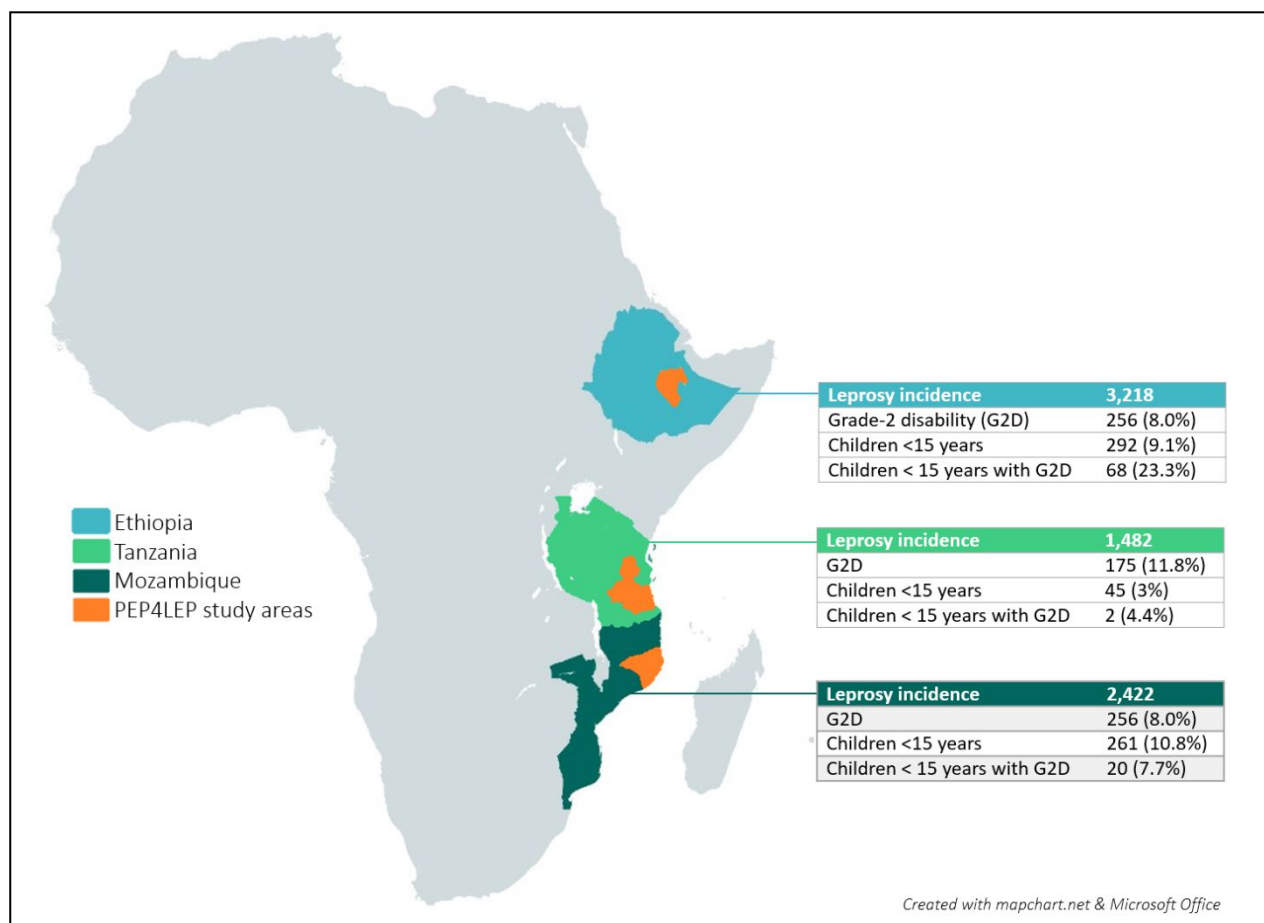 Ethiopia
Tanzania
Mozambique
PEP4LEP study areas
Leprosy incidence 3,218
Grade-2 disability (G2D) 256 (8.0%)
Children <15 years 292 (9.1%)
Children < 15 years with G2D 68 (23.3%)
Leprosy incidence 1,482
G2D 175 (11.8%)
Children <15 years 45 (3%)
Children < 15 years with G2D 2 (4.4%)
Leprosy incidence 2,422
G2D 256 (8.0%)
Children <15 years 261 (10.8%)
Children < 15 years with G2D 20 (7.7%)
Created with mapchart.net & Microsoft Office